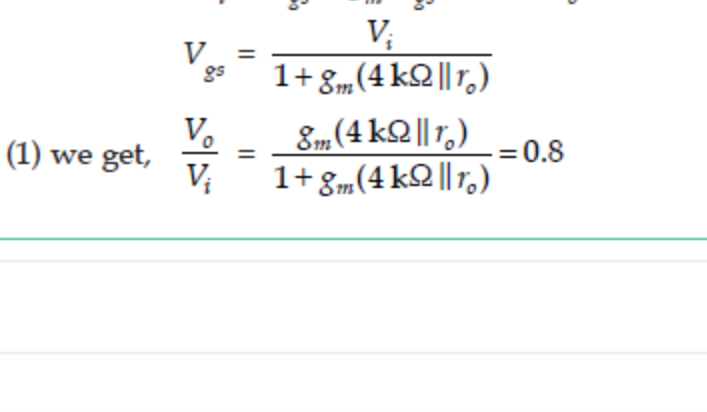 V_gs = V_i / (1+g_m(4 kΩ || r_o))
(1) we get, V_o / V_i = g_m(4 kΩ || r_o) / (1+g_m(4 kΩ || r_o)) = 0.8